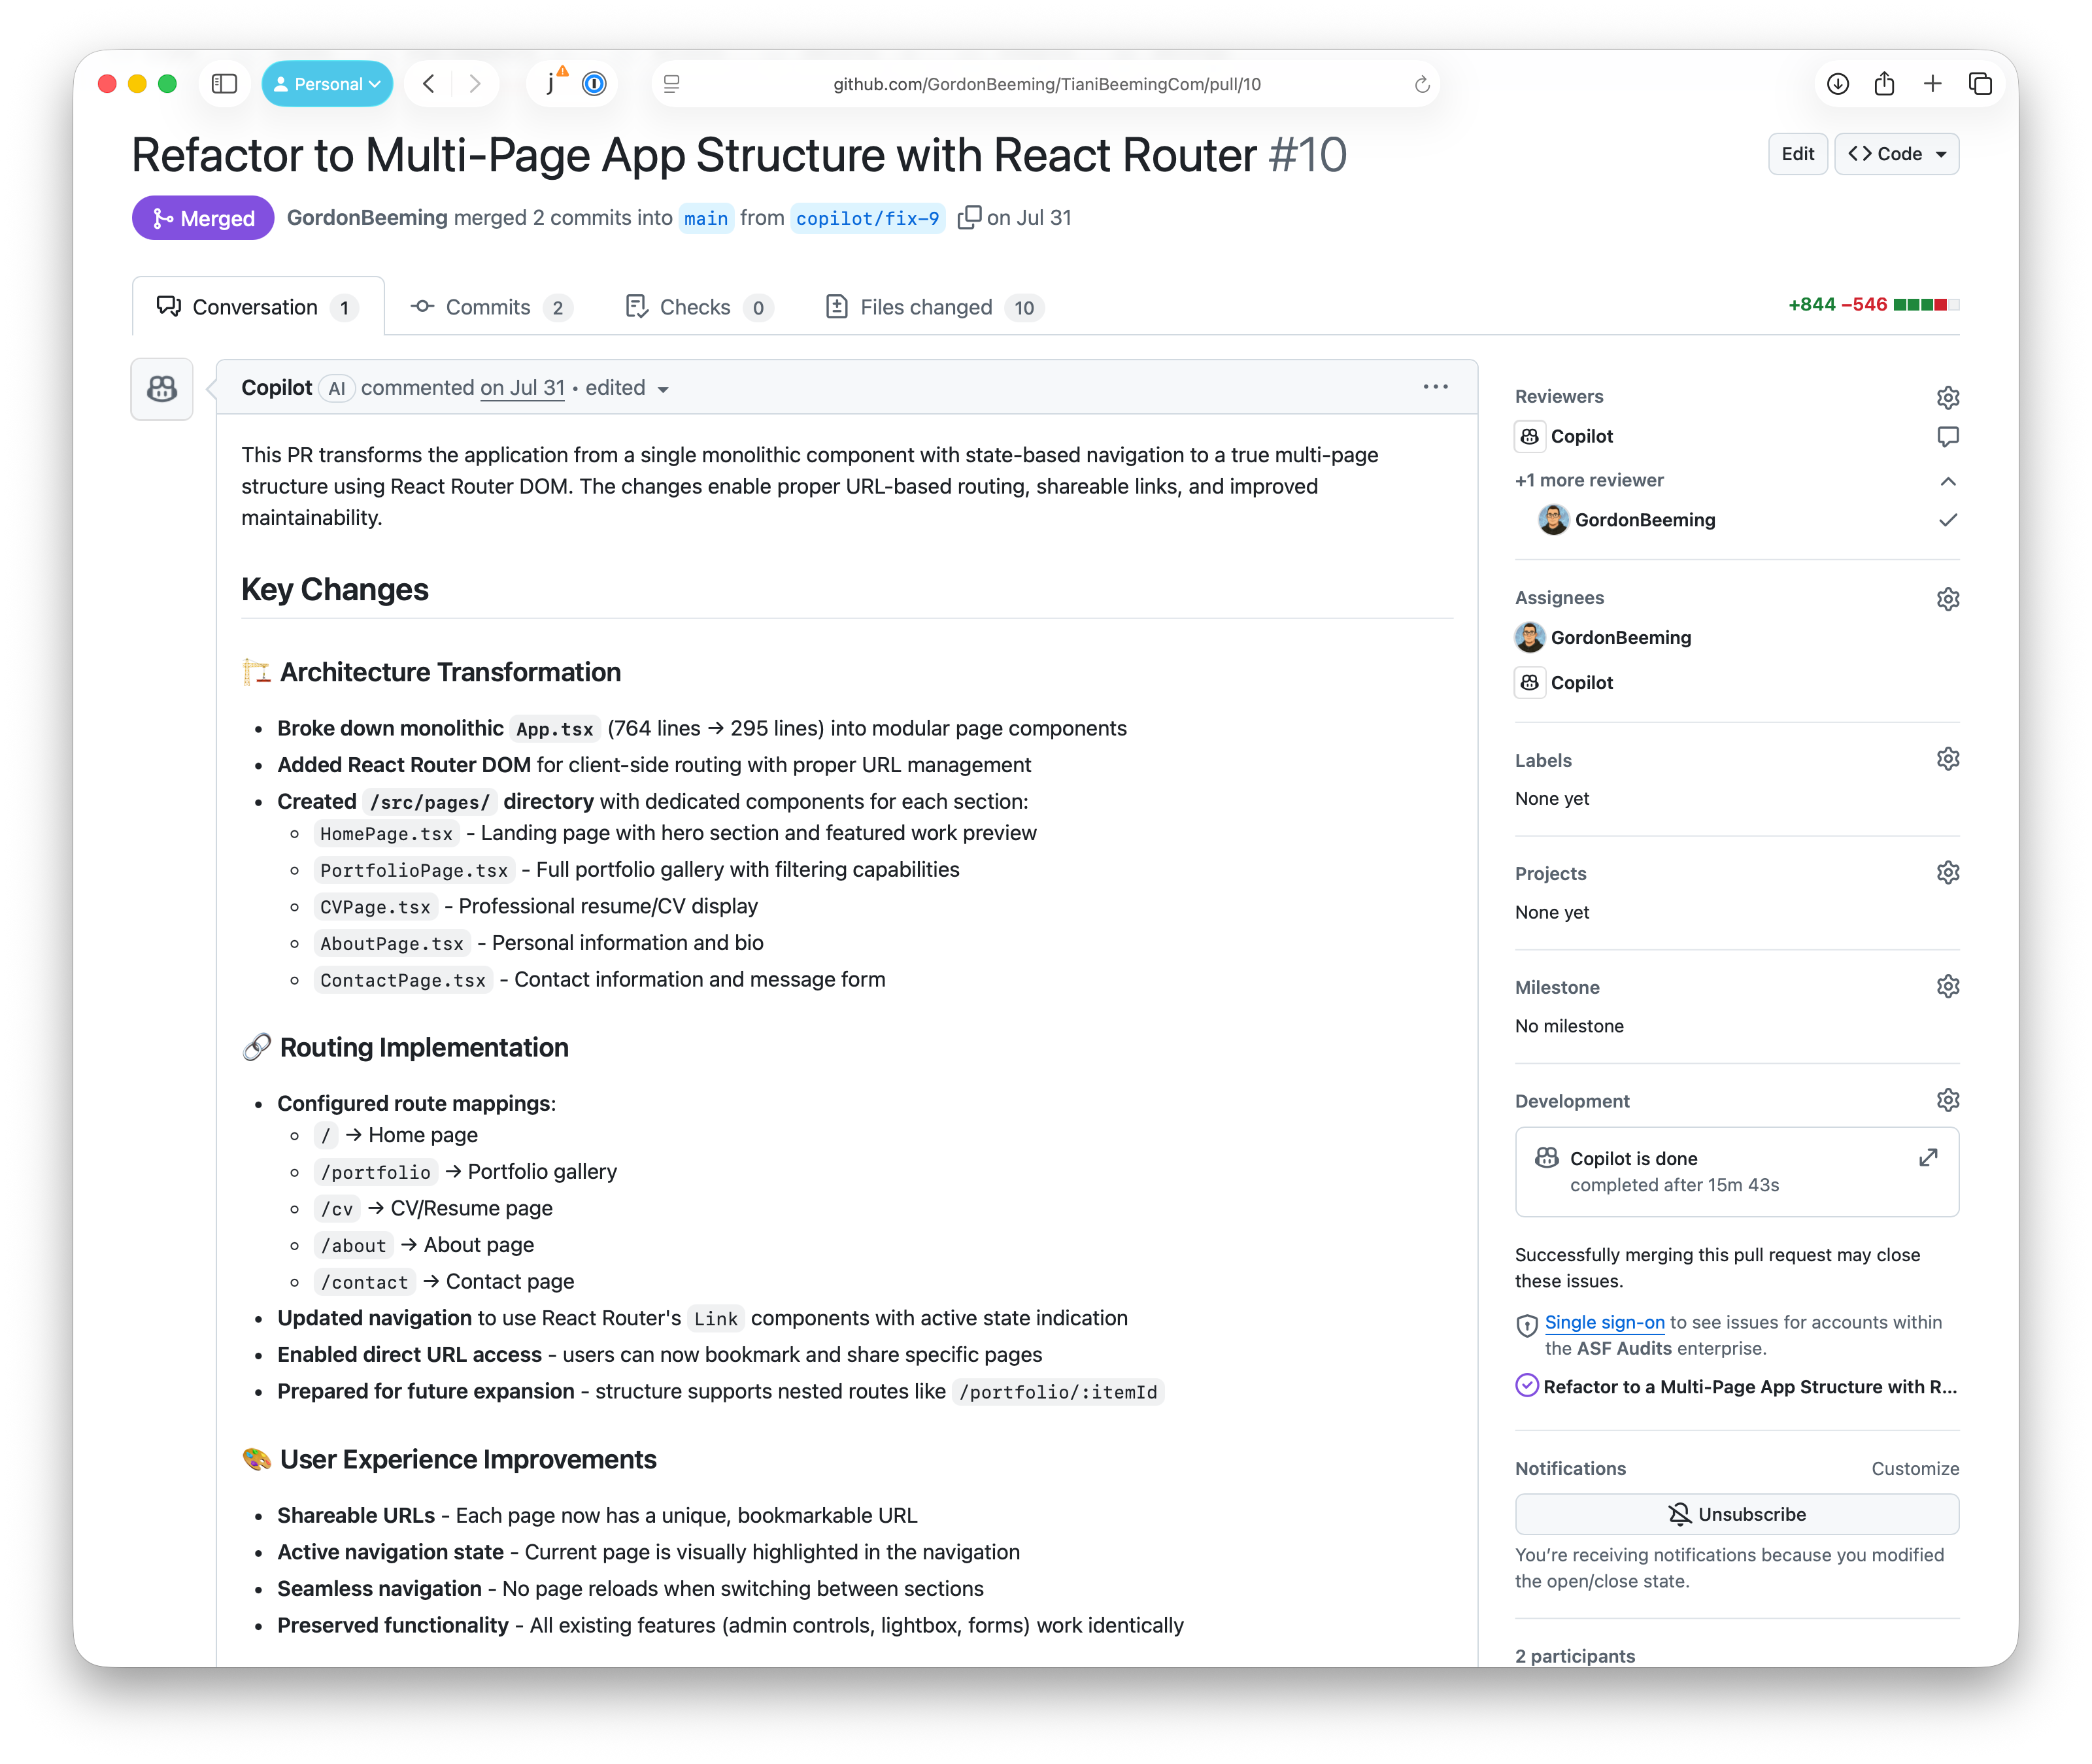 Personal
github.com/GordonBeeming/TianiBeemingCom/pull/10
Refactor to Multi-Page App Structure with React Router #10
Edit
Code
Merged
GordonBeeming merged 2 commits into main from copilot/fix-9 on Jul 31
Conversation 1
Commits 2
Checks 0
Files changed 10
+844 −546
Copilot AI commented on Jul 31 • edited
This PR transforms the application from a single monolithic component with state-based navigation to a true multi-page
structure using React Router DOM. The changes enable proper URL-based routing, shareable links, and improved
maintainability.
Key Changes
🏗️ Architecture Transformation
• Broke down monolithic App.tsx (764 lines → 295 lines) into modular page components
• Added React Router DOM for client-side routing with proper URL management
• Created /src/pages/ directory with dedicated components for each section:
◦ HomePage.tsx - Landing page with hero section and featured work preview
◦ PortfolioPage.tsx - Full portfolio gallery with filtering capabilities
◦ CVPage.tsx - Professional resume/CV display
◦ AboutPage.tsx - Personal information and bio
◦ ContactPage.tsx - Contact information and message form
🔗 Routing Implementation
• Configured route mappings:
◦ / → Home page
◦ /portfolio → Portfolio gallery
◦ /cv → CV/Resume page
◦ /about → About page
◦ /contact → Contact page
• Updated navigation to use React Router's Link components with active state indication
• Enabled direct URL access - users can now bookmark and share specific pages
• Prepared for future expansion - structure supports nested routes like /portfolio/:itemId
🎨 User Experience Improvements
• Shareable URLs - Each page now has a unique, bookmarkable URL
• Active navigation state - Current page is visually highlighted in the navigation
• Seamless navigation - No page reloads when switching between sections
• Preserved functionality - All existing features (admin controls, lightbox, forms) work identically
Reviewers
Copilot
+1 more reviewer
GordonBeeming
Assignees
GordonBeeming
Copilot
Labels
None yet
Projects
None yet
Milestone
No milestone
Development
Copilot is done
completed after 15m 43s
Successfully merging this pull request may close
these issues.
Single sign-on to see issues for accounts within
the ASF Audits enterprise.
Refactor to a Multi-Page App Structure with R...
Notifications
Customize
Unsubscribe
You're receiving notifications because you modified
the open/close state.
2 participants